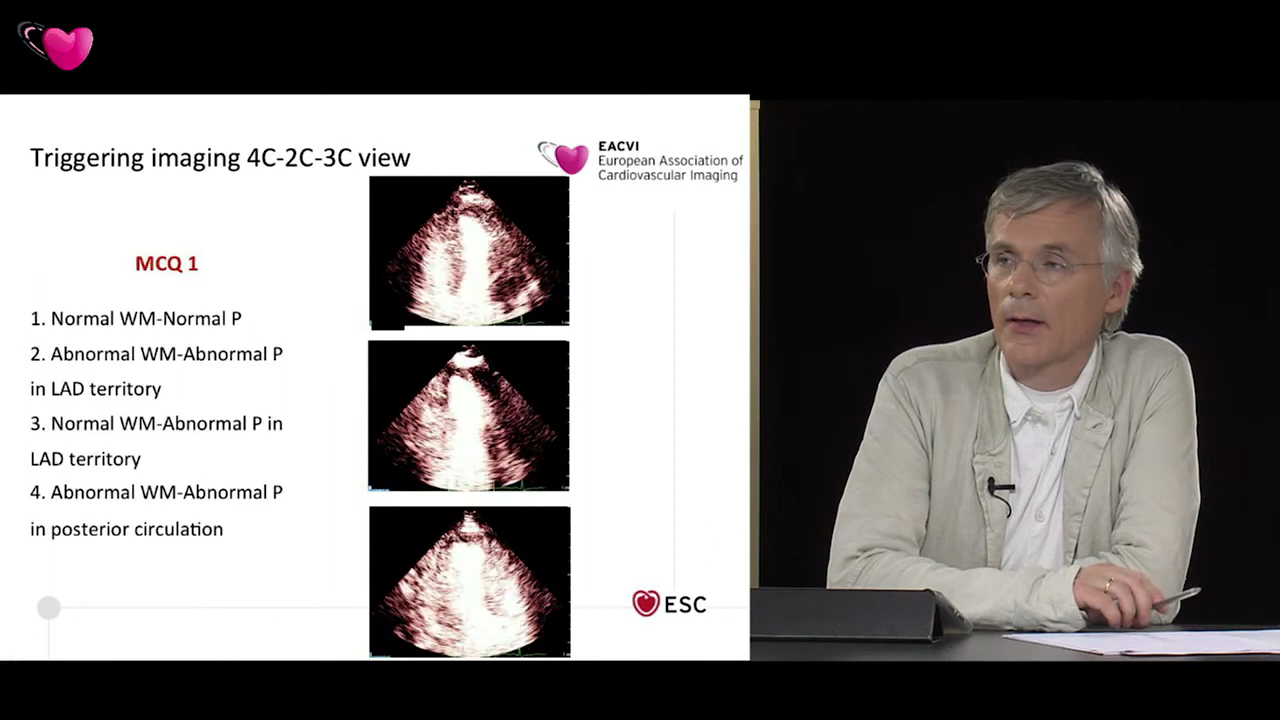 Triggering imaging 4C-2C-3C view
EACVI
European Association of
Cardiovascular Imaging
MCQ 1
1. Normal WM-Normal P
2. Abnormal WM-Abnormal P
in LAD territory
3. Normal WM-Abnormal P in
LAD territory
4. Abnormal WM-Abnormal P
in posterior circulation
ESC